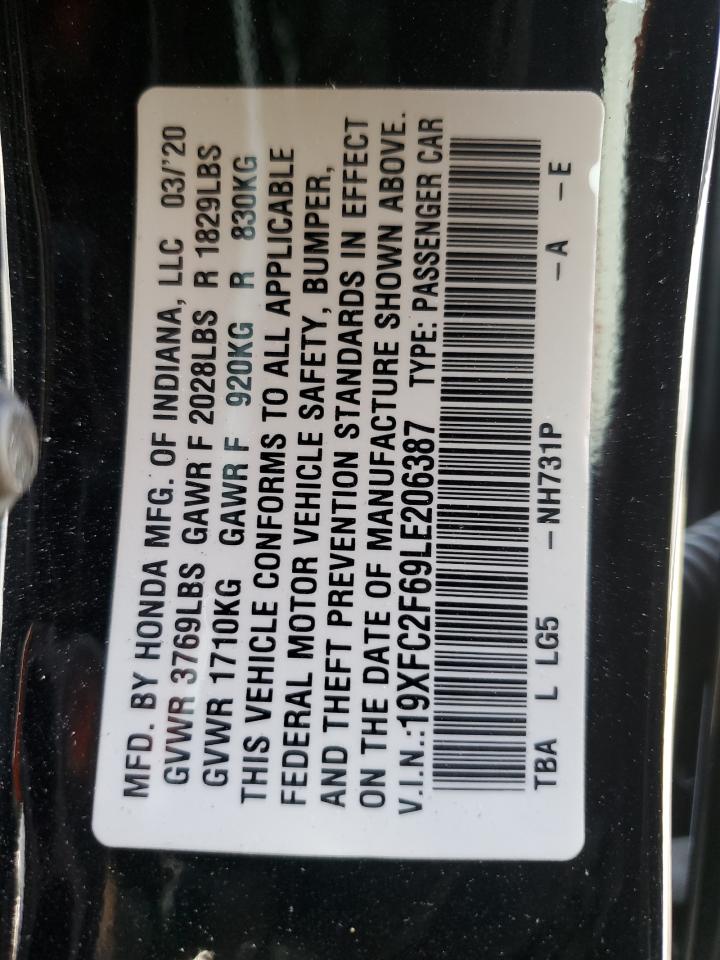 MFD. BY HONDA MFG. OF INDIANA, LLC 03/'20
GVWR 3769LBS GAWR F 2028LBS R 1829LBS
GVWR 1710KG GAWR F 920KG R 830KG
THIS VEHICLE CONFORMS TO ALL APPLICABLE
FEDERAL MOTOR VEHICLE SAFETY, BUMPER,
AND THEFT PREVENTION STANDARDS IN EFFECT
ON THE DATE OF MANUFACTURE SHOWN ABOVE.
V.I.N.:19XFC2F69LE206387 TYPE: PASSENGER CAR
TBA L LG5 -NH731P -A -E